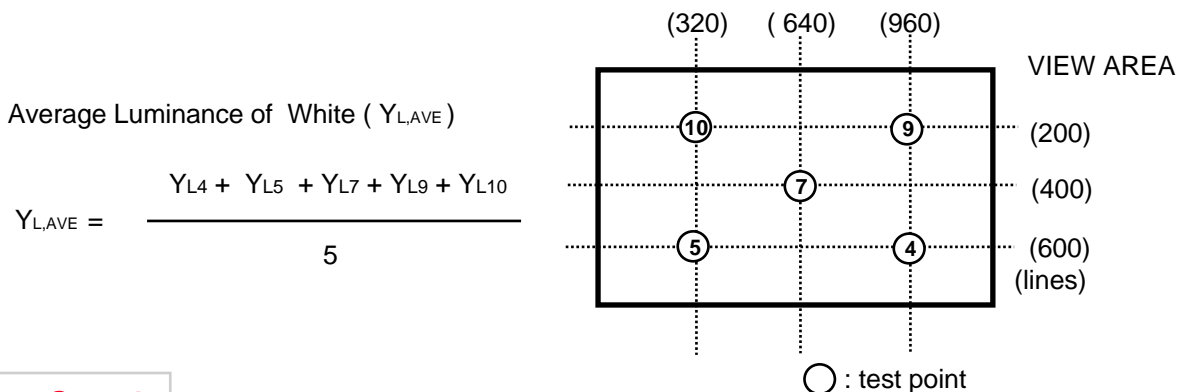 (320) ( 640) (960)
VIEW AREA
Average Luminance of White ( YL,AVE )
10 9 (200)
YL4 + YL5 + YL7 + YL9 + YL10
7 (400)
YL,AVE =
5
5 4 (600)
(lines)
: test point